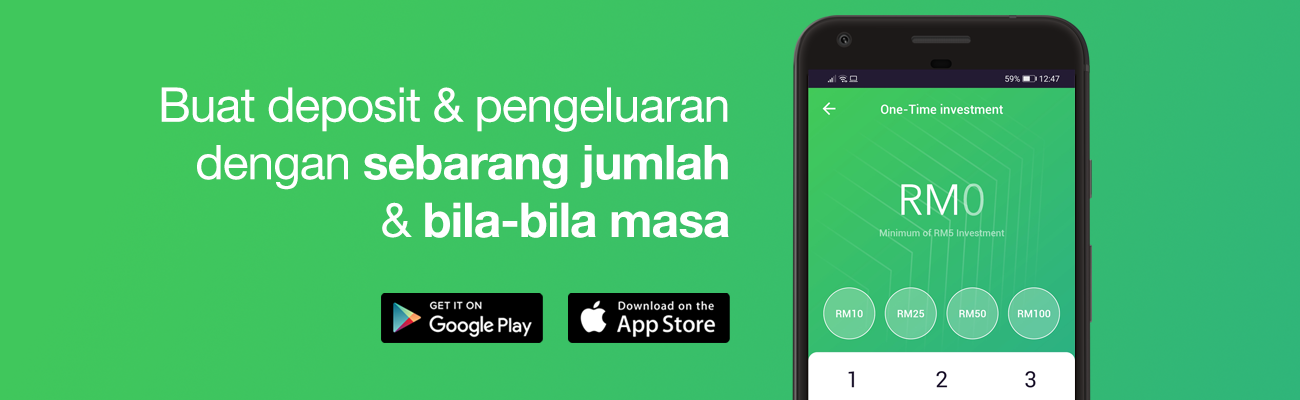 Buat deposit & pengeluaran
dengan sebarang jumlah
& bila-bila masa
GET IT ON
Google Play
Download on the
App Store
59% 12:47
One-Time investment
RM0
Minimum of RM5 Investment
RM10 RM25 RM50 RM100
1 2 3